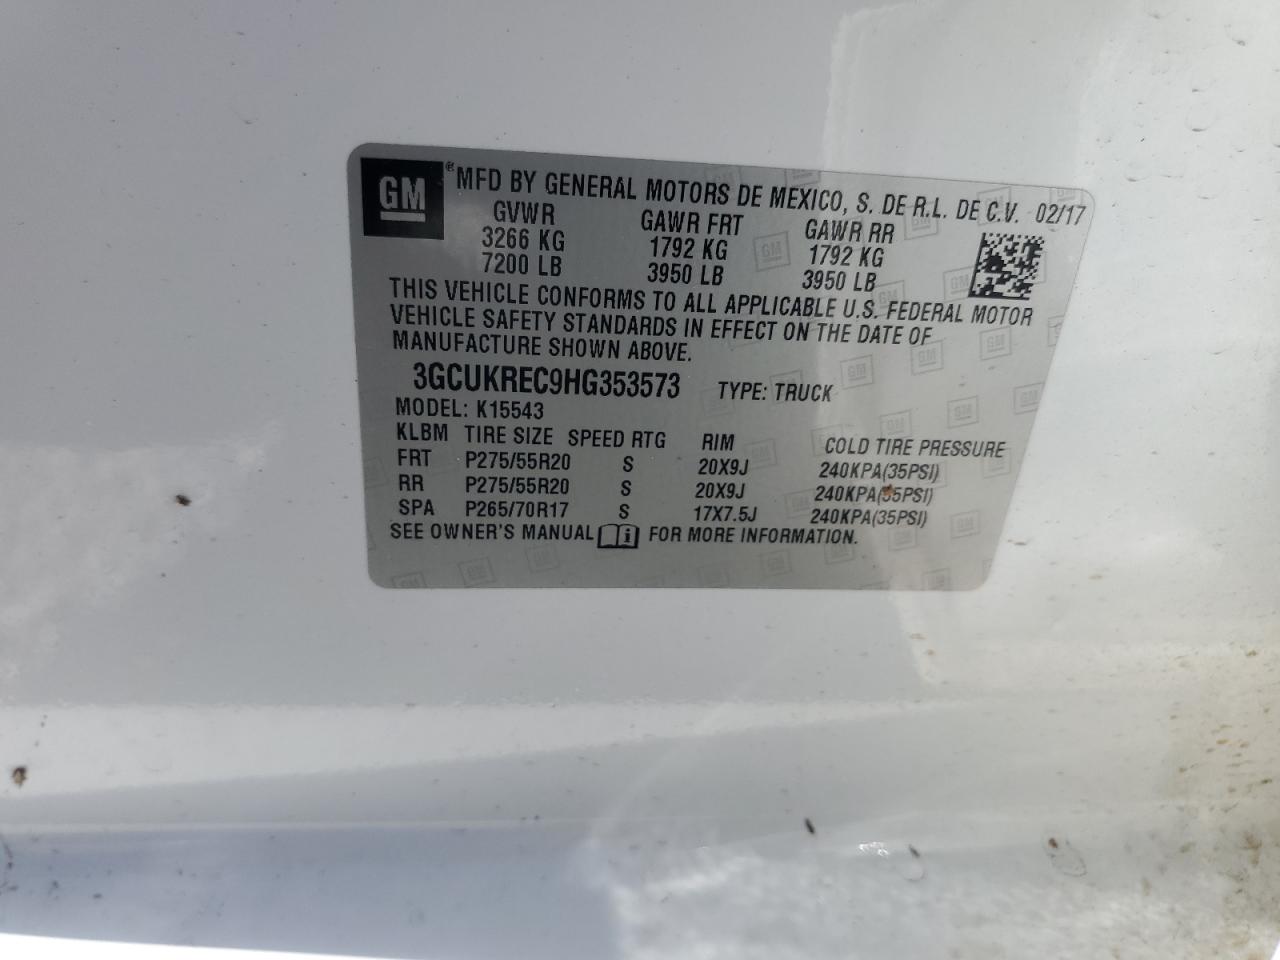 GM ® MFD BY GENERAL MOTORS DE MEXICO, S. DE R.L. DE C.V. 02/17
GVWR GAWR FRT GAWR RR
3266 KG 1792 KG 1792 KG
7200 LB 3950 LB 3950 LB
THIS VEHICLE CONFORMS TO ALL APPLICABLE U.S. FEDERAL MOTOR
VEHICLE SAFETY STANDARDS IN EFFECT ON THE DATE OF
MANUFACTURE SHOWN ABOVE.
3GCUKREC9HG353573 TYPE: TRUCK
MODEL: K15543
KLBM TIRE SIZE SPEED RTG RIM COLD TIRE PRESSURE
FRT P275/55R20 S 20X9J 240KPA(35PSI)
RR P275/55R20 S 20X9J 240KPA(35PSI)
SPA P265/70R17 S 17X7.5J 240KPA(35PSI)
SEE OWNER'S MANUAL i FOR MORE INFORMATION.